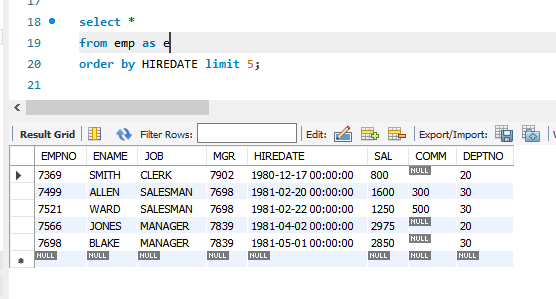 17
18 select *
19 from emp as e
20 order by HIREDATE limit 5;
21
Result Grid Filter Rows: Edit: Export/Import:
EMPNO ENAME JOB MGR HIREDATE SAL COMM DEPTNO
7369 SMITH CLERK 7902 1980-12-17 00:00:00 800 NULL 20
7499 ALLEN SALESMAN 7698 1981-02-20 00:00:00 1600 300 30
7521 WARD SALESMAN 7698 1981-02-22 00:00:00 1250 500 30
7566 JONES MANAGER 7839 1981-04-02 00:00:00 2975 NULL 20
7698 BLAKE MANAGER 7839 1981-05-01 00:00:00 2850 NULL 30
NULL NULL NULL NULL NULL NULL NULL NULL